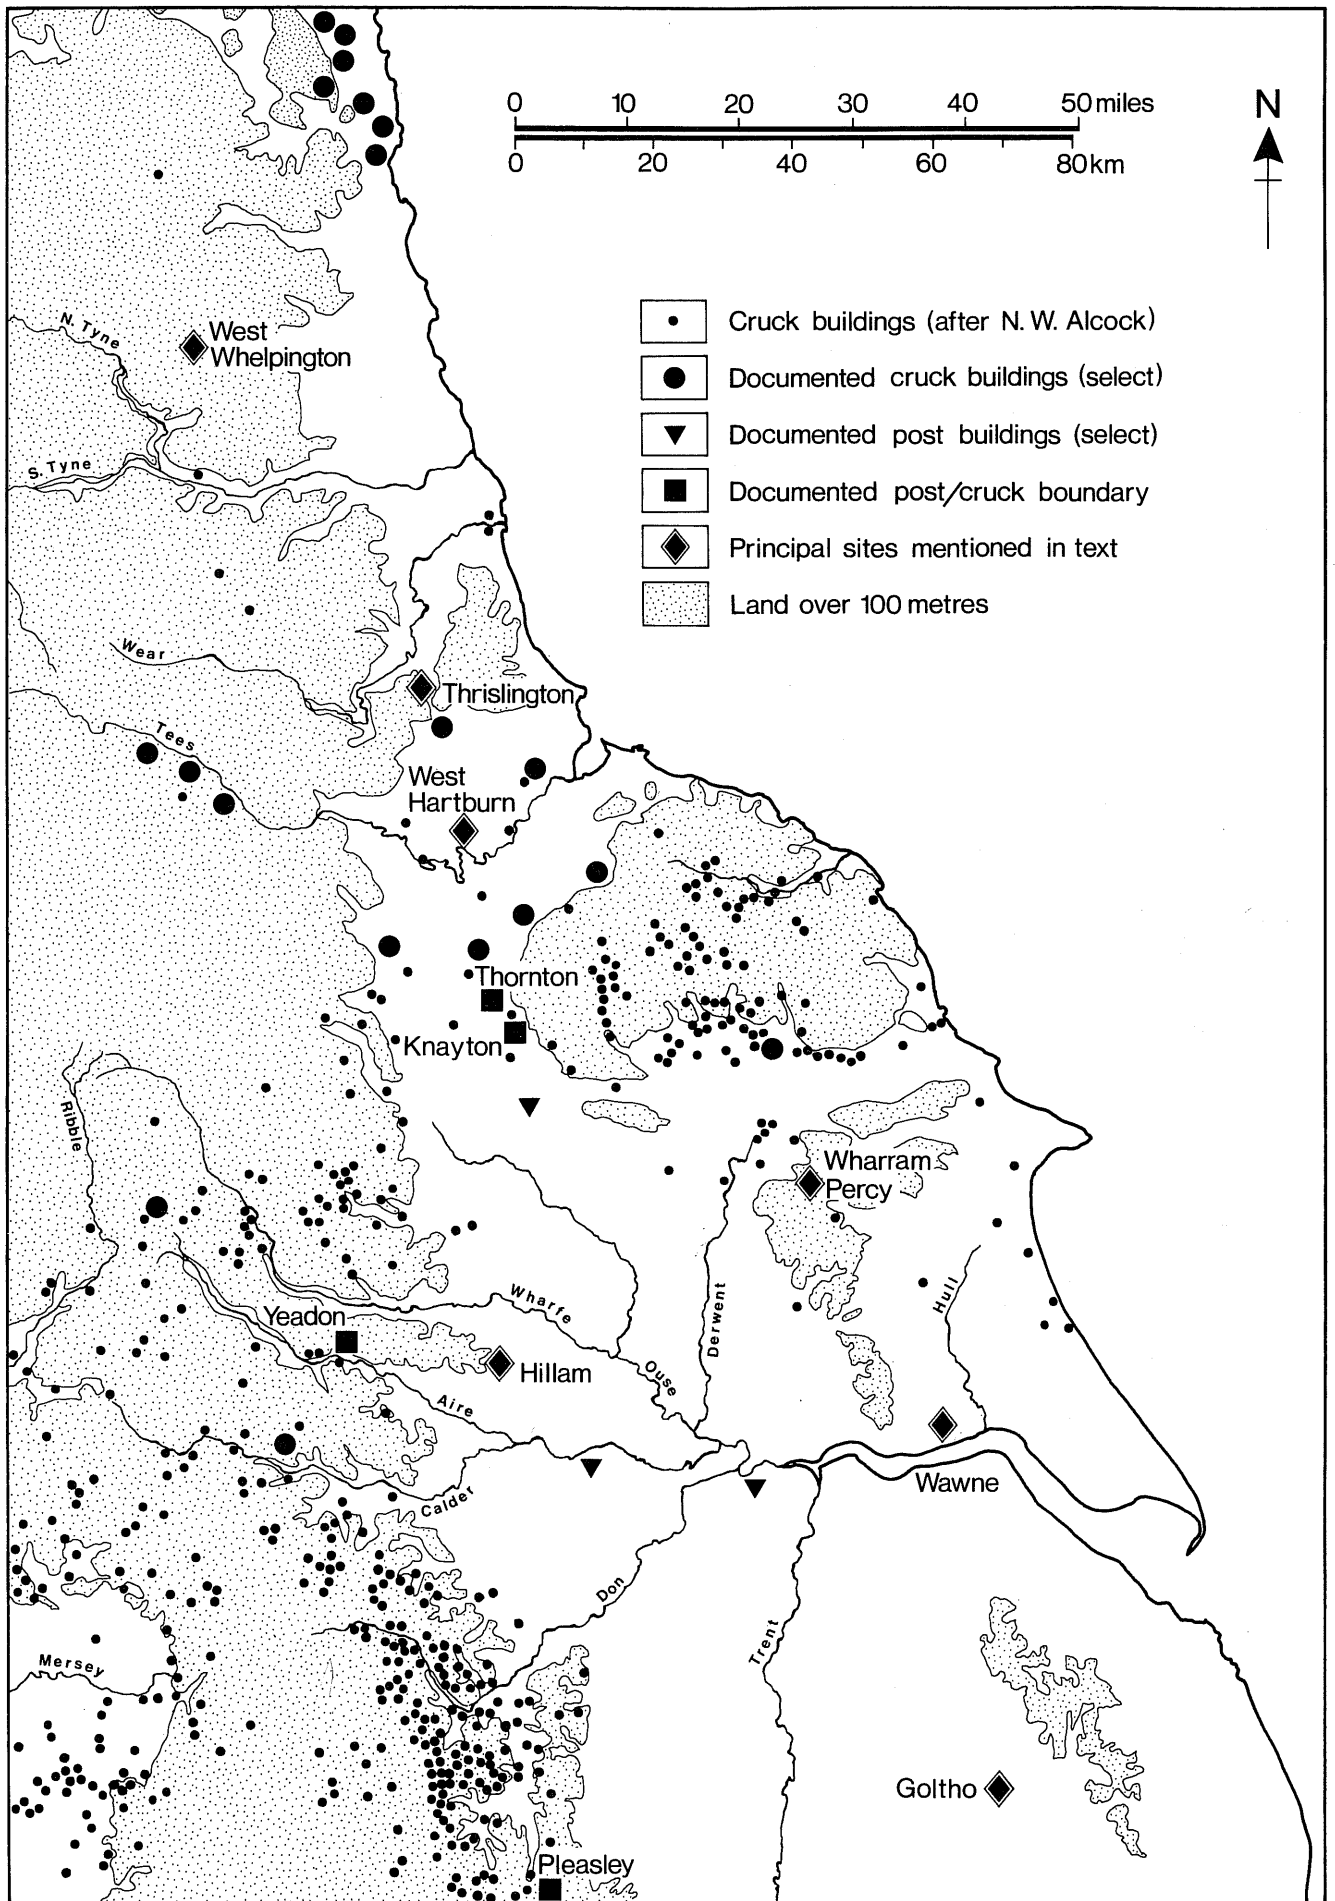 0 10 20 30 40 50 miles
0 20 40 60 80 km
N
Cruck buildings (after N. W. Alcock)
Documented cruck buildings (select)
Documented post buildings (select)
Documented post/cruck boundary
Principal sites mentioned in text
Land over 100 metres
N. Tyne
West
Whelpington
S. Tyne
Wear
Thrislington
Tees
West
Hartburn
Thornton
Knayton
Ribble
Wharram
Percy
Wharfe
Derwent
Hull
Yeadon
Hillam
Ouse
Aire
Calder
Wawne
Don
Trent
Mersey
Goltho
Pleasley